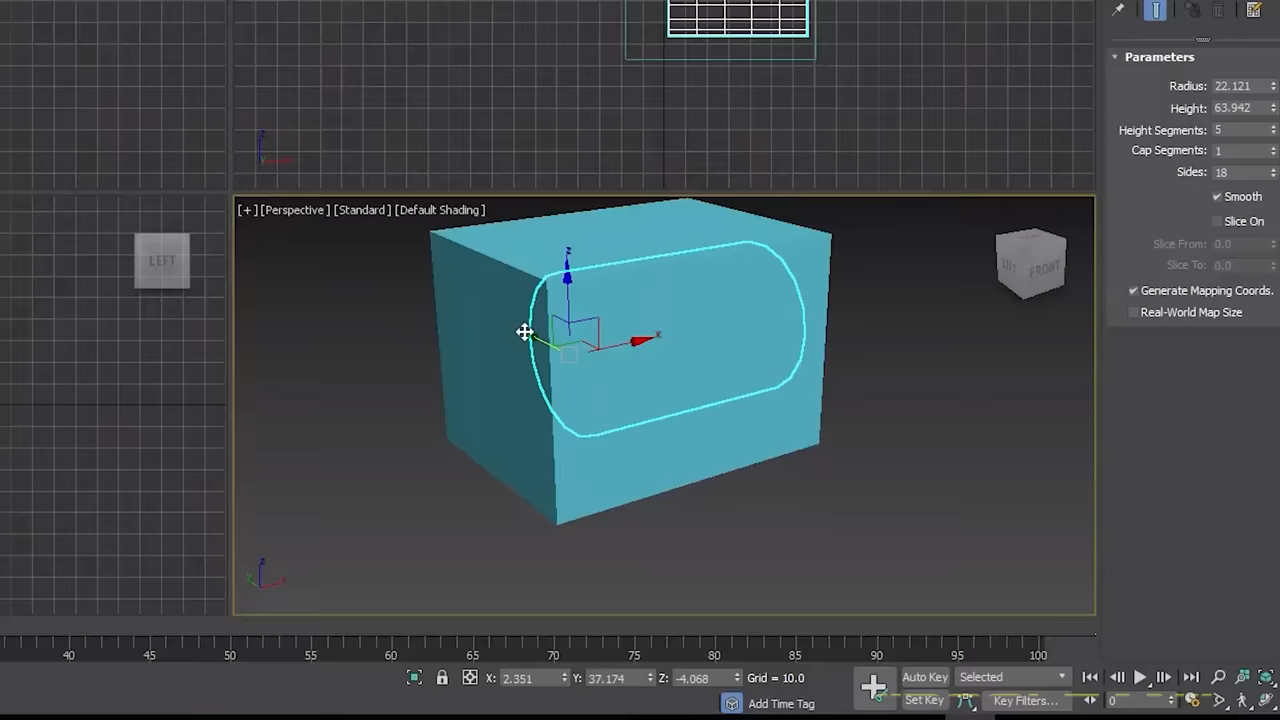 Parameters
Radius: 22.121
Height: 63.942
Height Segments: 5
Cap Segments: 1
Sides: 18
Smooth
Slice On
Slice From: 0.0
Slice To: 0.0
Generate Mapping Coords.
Real-World Map Size
z
[+] [Perspective] [Standard] [Default Shading]
LEFT
FRONT
z
x
z
40 45 50 55 60 65 70 75 80 85 90 95 100
X: 2.351 Y: 37.174 Z: -4.068 Grid = 10.0
Auto Key Selected
Add Time Tag
Set Key Key Filters... 0